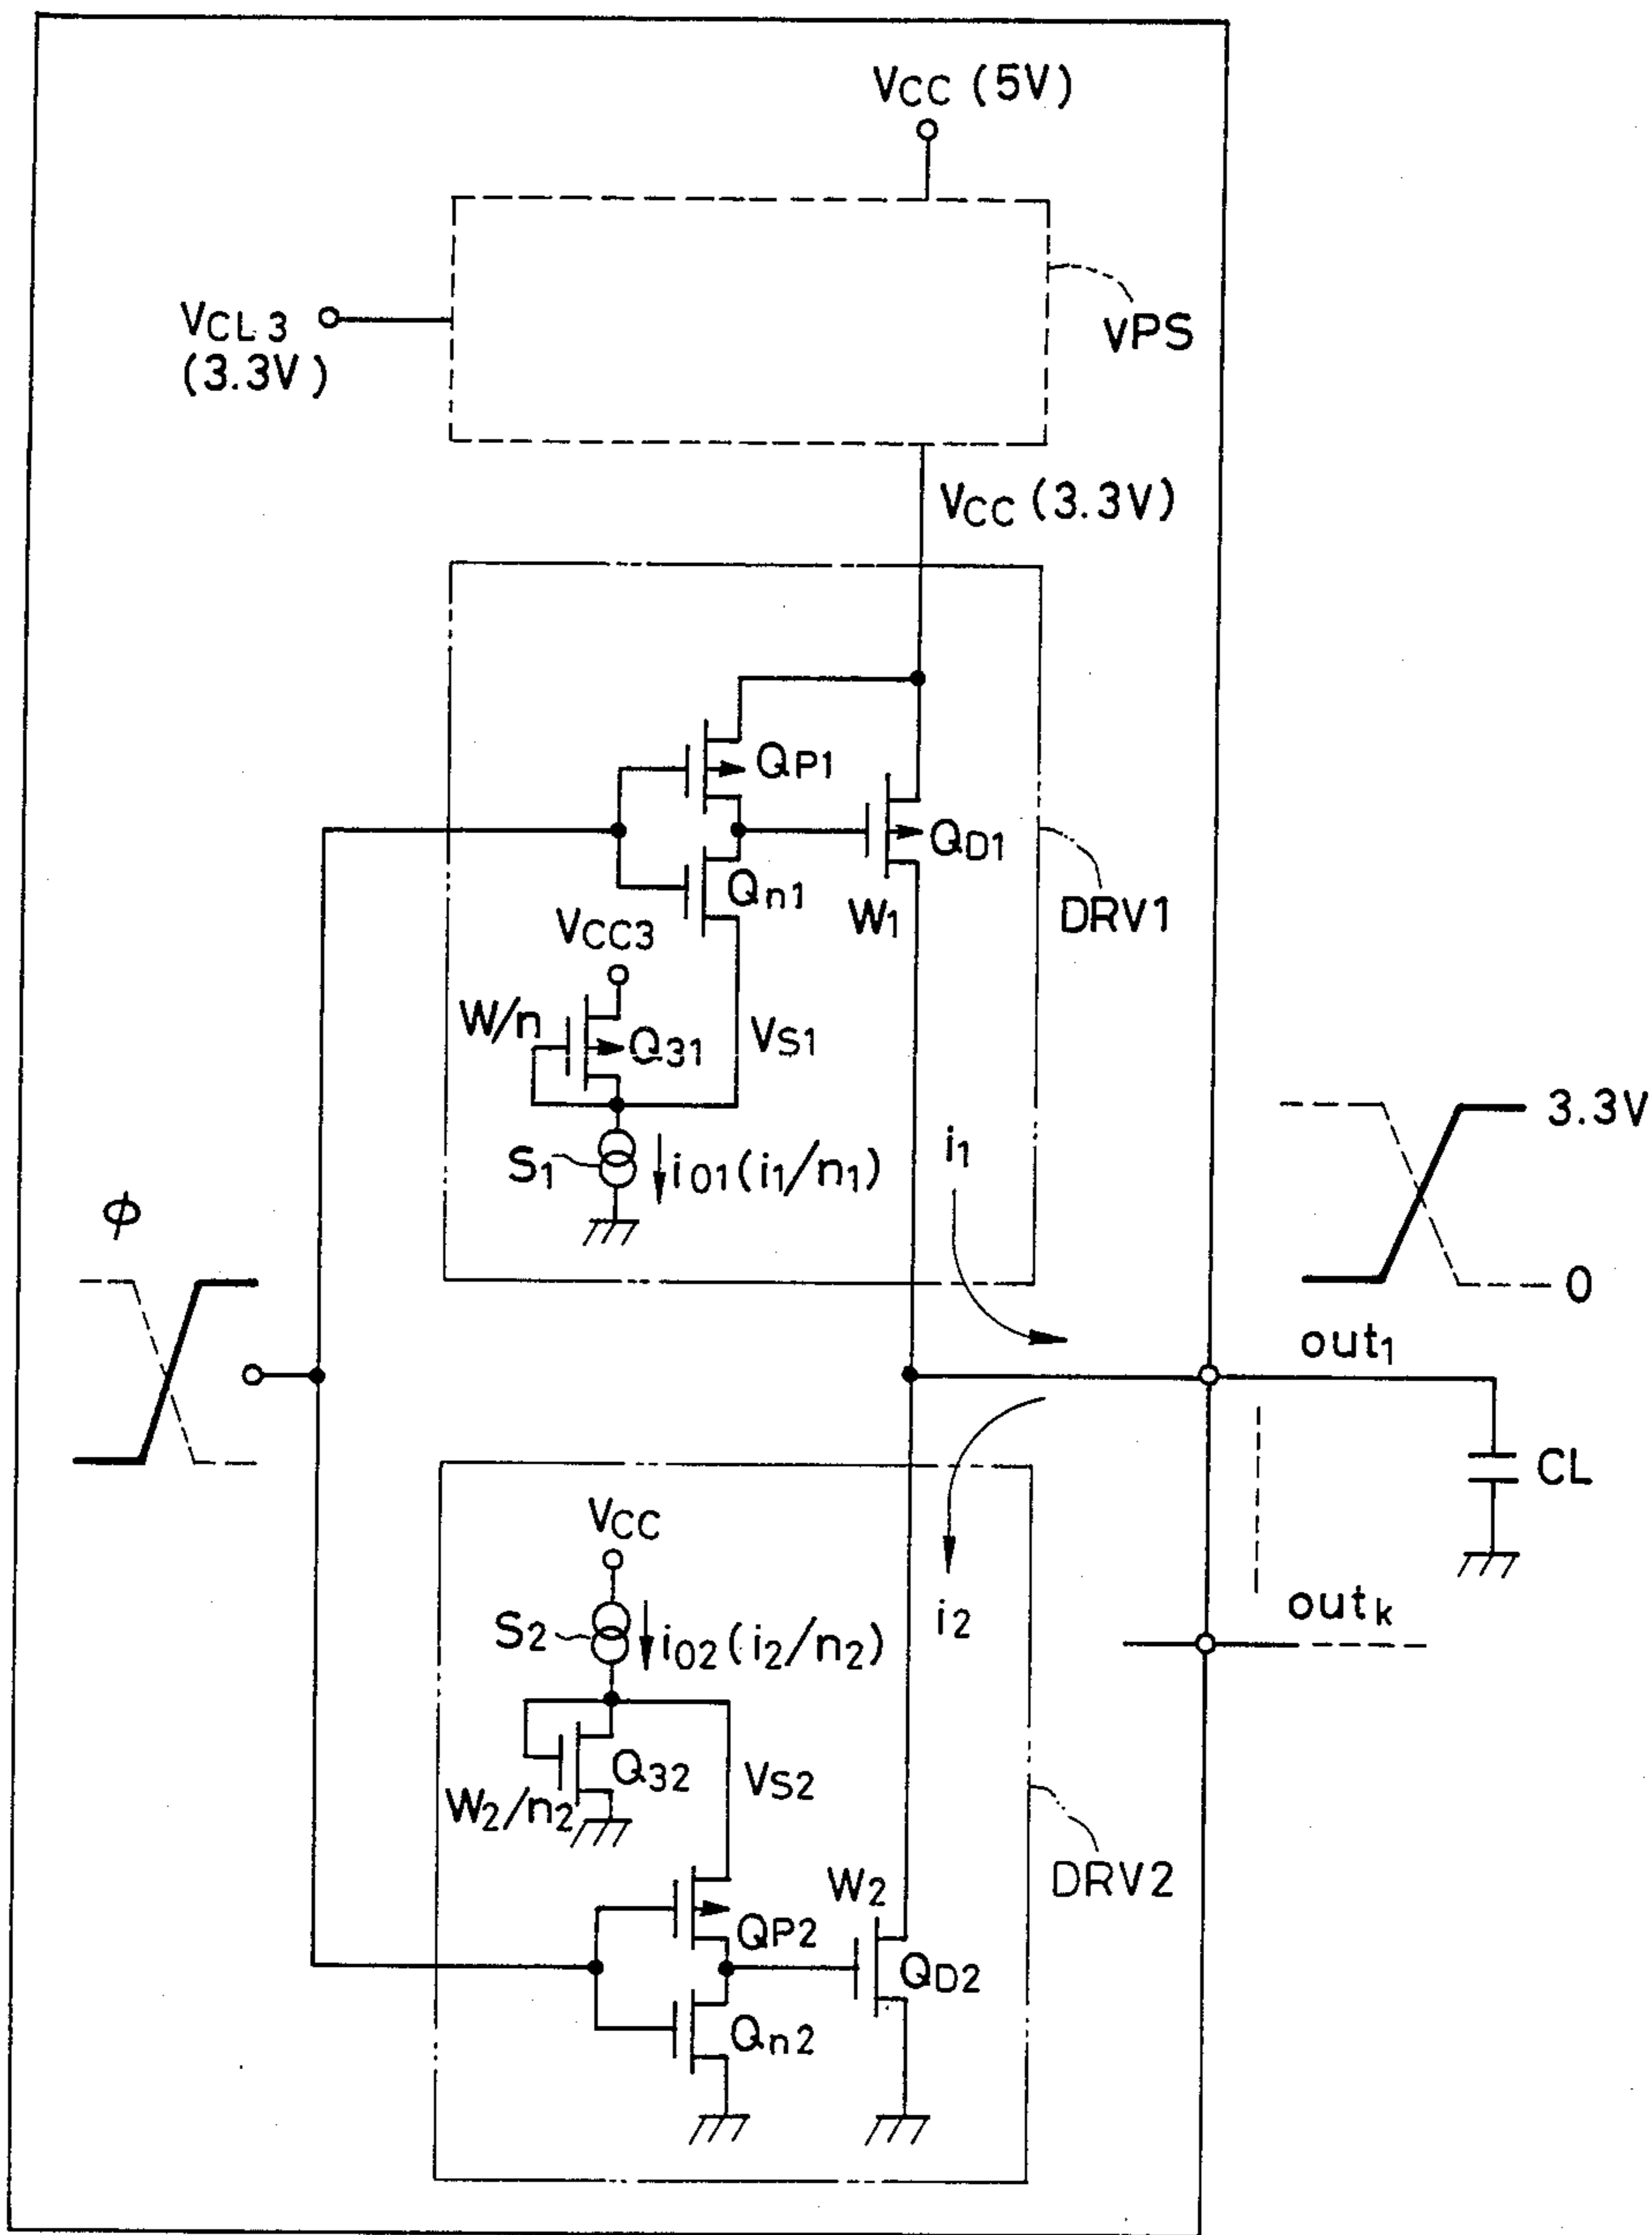 VCC (5V)
VCL3
(3.3V)
VPS
VCC (3.3V)
QP1
QD1
Qn1
W1
DRV1
VCC3
W/n
Q31
VS1
S1
i01(i1/n1)
i1
3.3V
φ
0
out1
CL
VCC
S2
i02(i2/n2)
i2
outk
Q32
VS2
W2/n2
W2
DRV2
QP2
QD2
Qn2